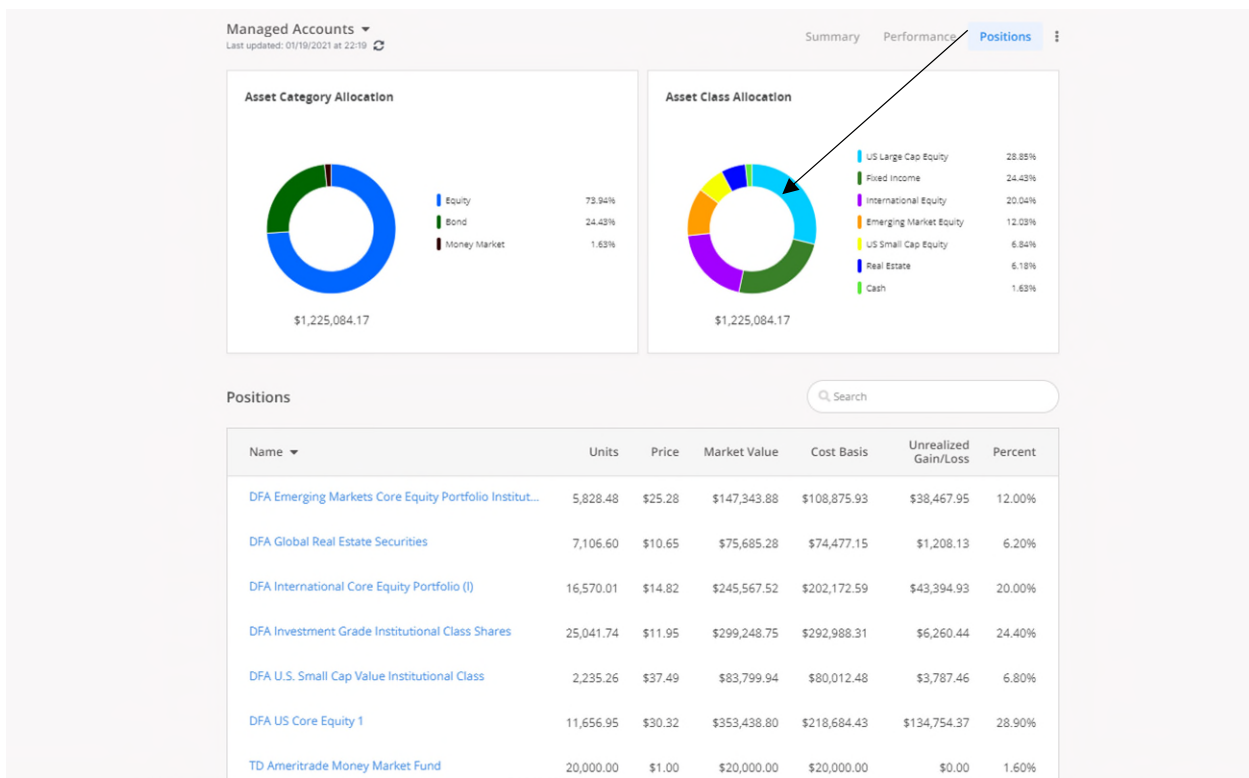 Managed Accounts
Last updated: 01/19/2021 at 22:19
Summary Performance Positions
Asset Category Allocation
Equity 73.94%
Bond 24.43%
Money Market 1.63%
$1,225,084.17
Asset Class Allocation
US Large Cap Equity 28.85%
Fixed Income 24.43%
International Equity 20.04%
Emerging Market Equity 12.03%
US Small Cap Equity 6.84%
Real Estate 6.18%
Cash 1.63%
$1,225,084.17
Positions
Search
Name Units Price Market Value Cost Basis Unrealized Gain/Loss Percent
DFA Emerging Markets Core Equity Portfolio Institut... 5,828.48 $25.28 $147,343.88 $108,875.93 $38,467.95 12.00%
DFA Global Real Estate Securities 7,106.60 $10.65 $75,685.28 $74,477.15 $1,208.13 6.20%
DFA International Core Equity Portfolio (I) 16,570.01 $14.82 $245,567.52 $202,172.59 $43,394.93 20.00%
DFA Investment Grade Institutional Class Shares 25,041.74 $11.95 $299,248.75 $292,988.31 $6,260.44 24.40%
DFA U.S. Small Cap Value Institutional Class 2,235.26 $37.49 $83,799.94 $80,012.48 $3,787.46 6.80%
DFA US Core Equity 1 11,656.95 $30.32 $353,438.80 $218,684.43 $134,754.37 28.90%
TD Ameritrade Money Market Fund 20,000.00 $1.00 $20,000.00 $20,000.00 $0.00 1.60%